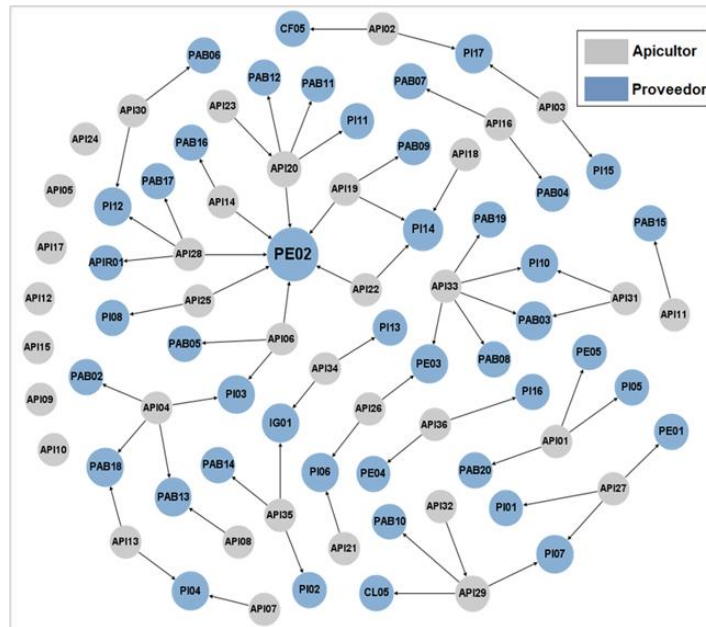 CF05
API02
Apicultor
Proveedor
PAB06
PI17
PAB12
PAB11
PAB07
API30
API23
API03
API24
PI11
API16
PAB16
PAB09
API18
API20
PI15
PAB17
API05
API19
PAB04
PI12
API14
PAB19
PAB15
PI14
API17
PE02
APIR01
API28
PI10
API33
API22
API31
API12
API25
PI08
PAB03
API11
PI13
API15
PAB05
API06
PE05
PAB08
PE03
API34
PAB02
PI05
PI03
PI16
API09
API04
API26
IG01
API36
PE01
API01
API10
PAB14
PAB18
PI06
PE04
PAB20
API27
PAB13
API32
PI01
API35
PAB10
API13
API08
API21
PI07
PI04
PI02
CL05
API29
API07